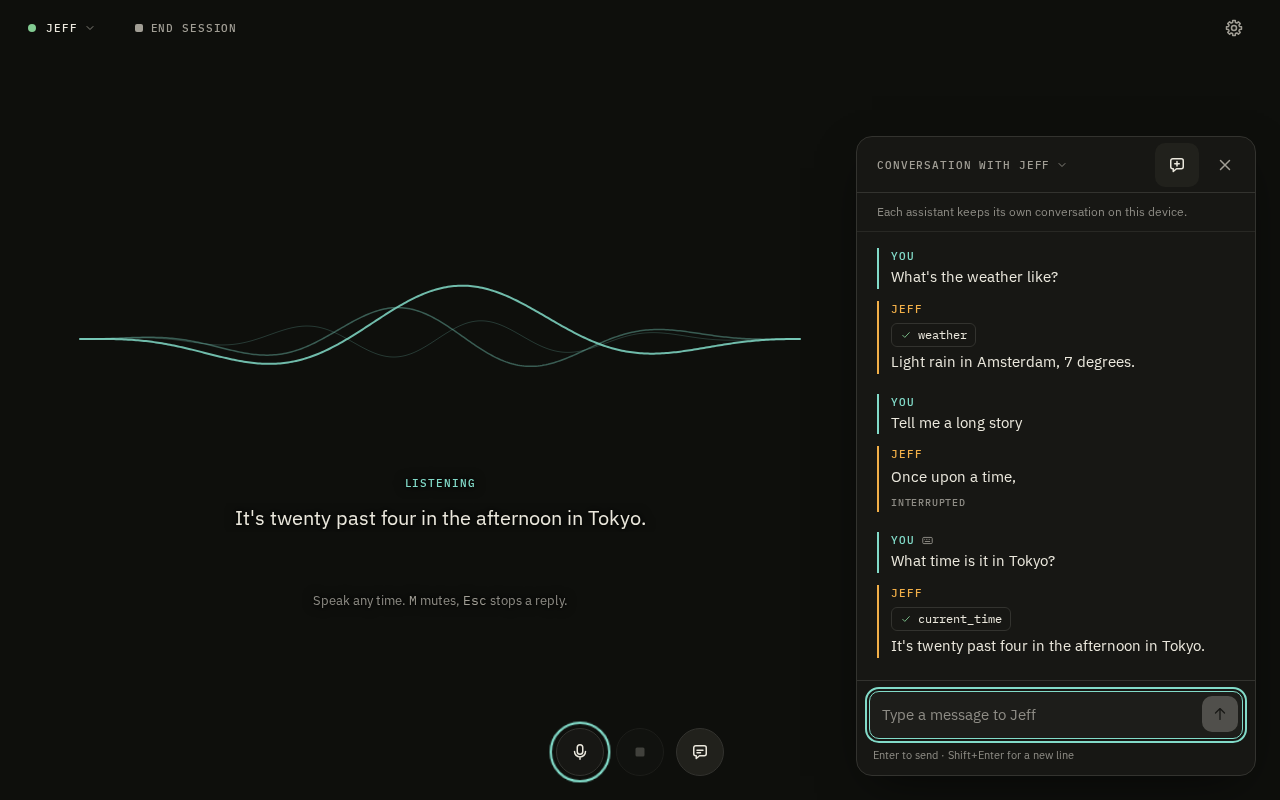 JEFF
END SESSION
CONVERSATION WITH JEFF
Each assistant keeps its own conversation on this device.
YOU
What's the weather like?
JEFF
weather
Light rain in Amsterdam, 7 degrees.
YOU
Tell me a long story
JEFF
Once upon a time,
INTERRUPTED
YOU
What time is it in Tokyo?
JEFF
current_time
It's twenty past four in the afternoon in Tokyo.
Type a message to Jeff
Enter to send · Shift+Enter for a new line
LISTENING
It's twenty past four in the afternoon in Tokyo.
Speak any time. M mutes, Esc stops a reply.